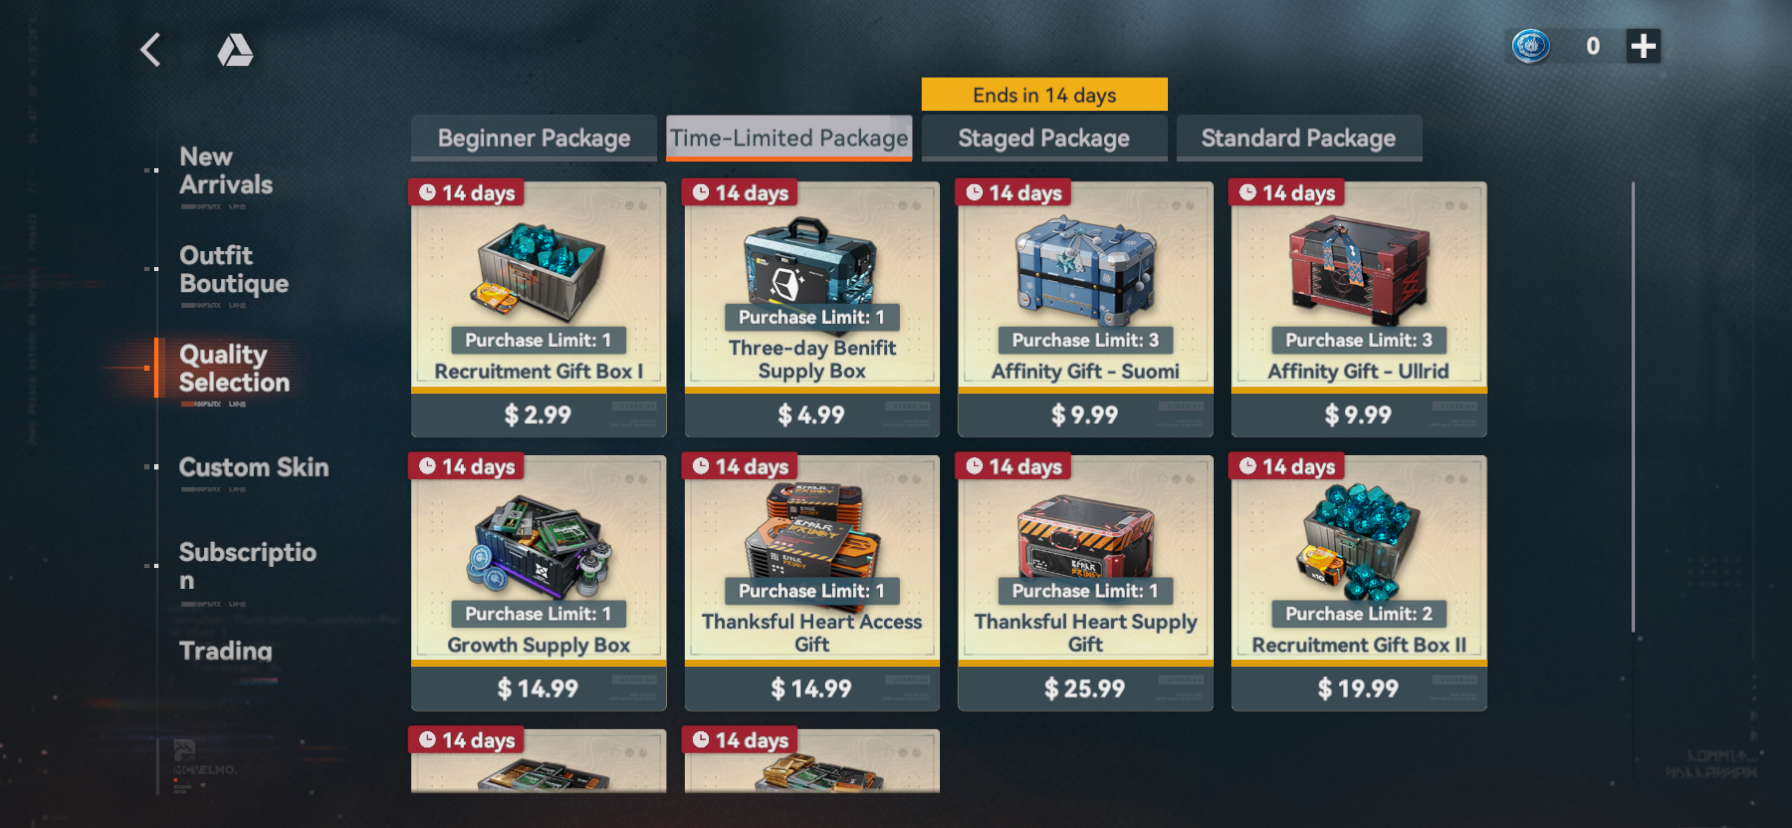 0
Ends in 14 days
Beginner Package
Time-Limited Package
Staged Package
Standard Package
New
Arrivals
Outfit
Boutique
Quality
Selection
Custom Skin
Subscriptio
n
Trading
14 days
Purchase Limit: 1
Recruitment Gift Box I
$ 2.99
14 days
Purchase Limit: 1
Three-day Benifit
Supply Box
$ 4.99
14 days
Purchase Limit: 3
Affinity Gift - Suomi
$ 9.99
14 days
Purchase Limit: 3
Affinity Gift - Ullrid
$ 9.99
14 days
Purchase Limit: 1
Growth Supply Box
$ 14.99
14 days
Purchase Limit: 1
Thanksful Heart Access
Gift
$ 14.99
14 days
Purchase Limit: 1
Thanksful Heart Supply
Gift
$ 25.99
14 days
Purchase Limit: 2
Recruitment Gift Box II
$ 19.99
14 days
14 days